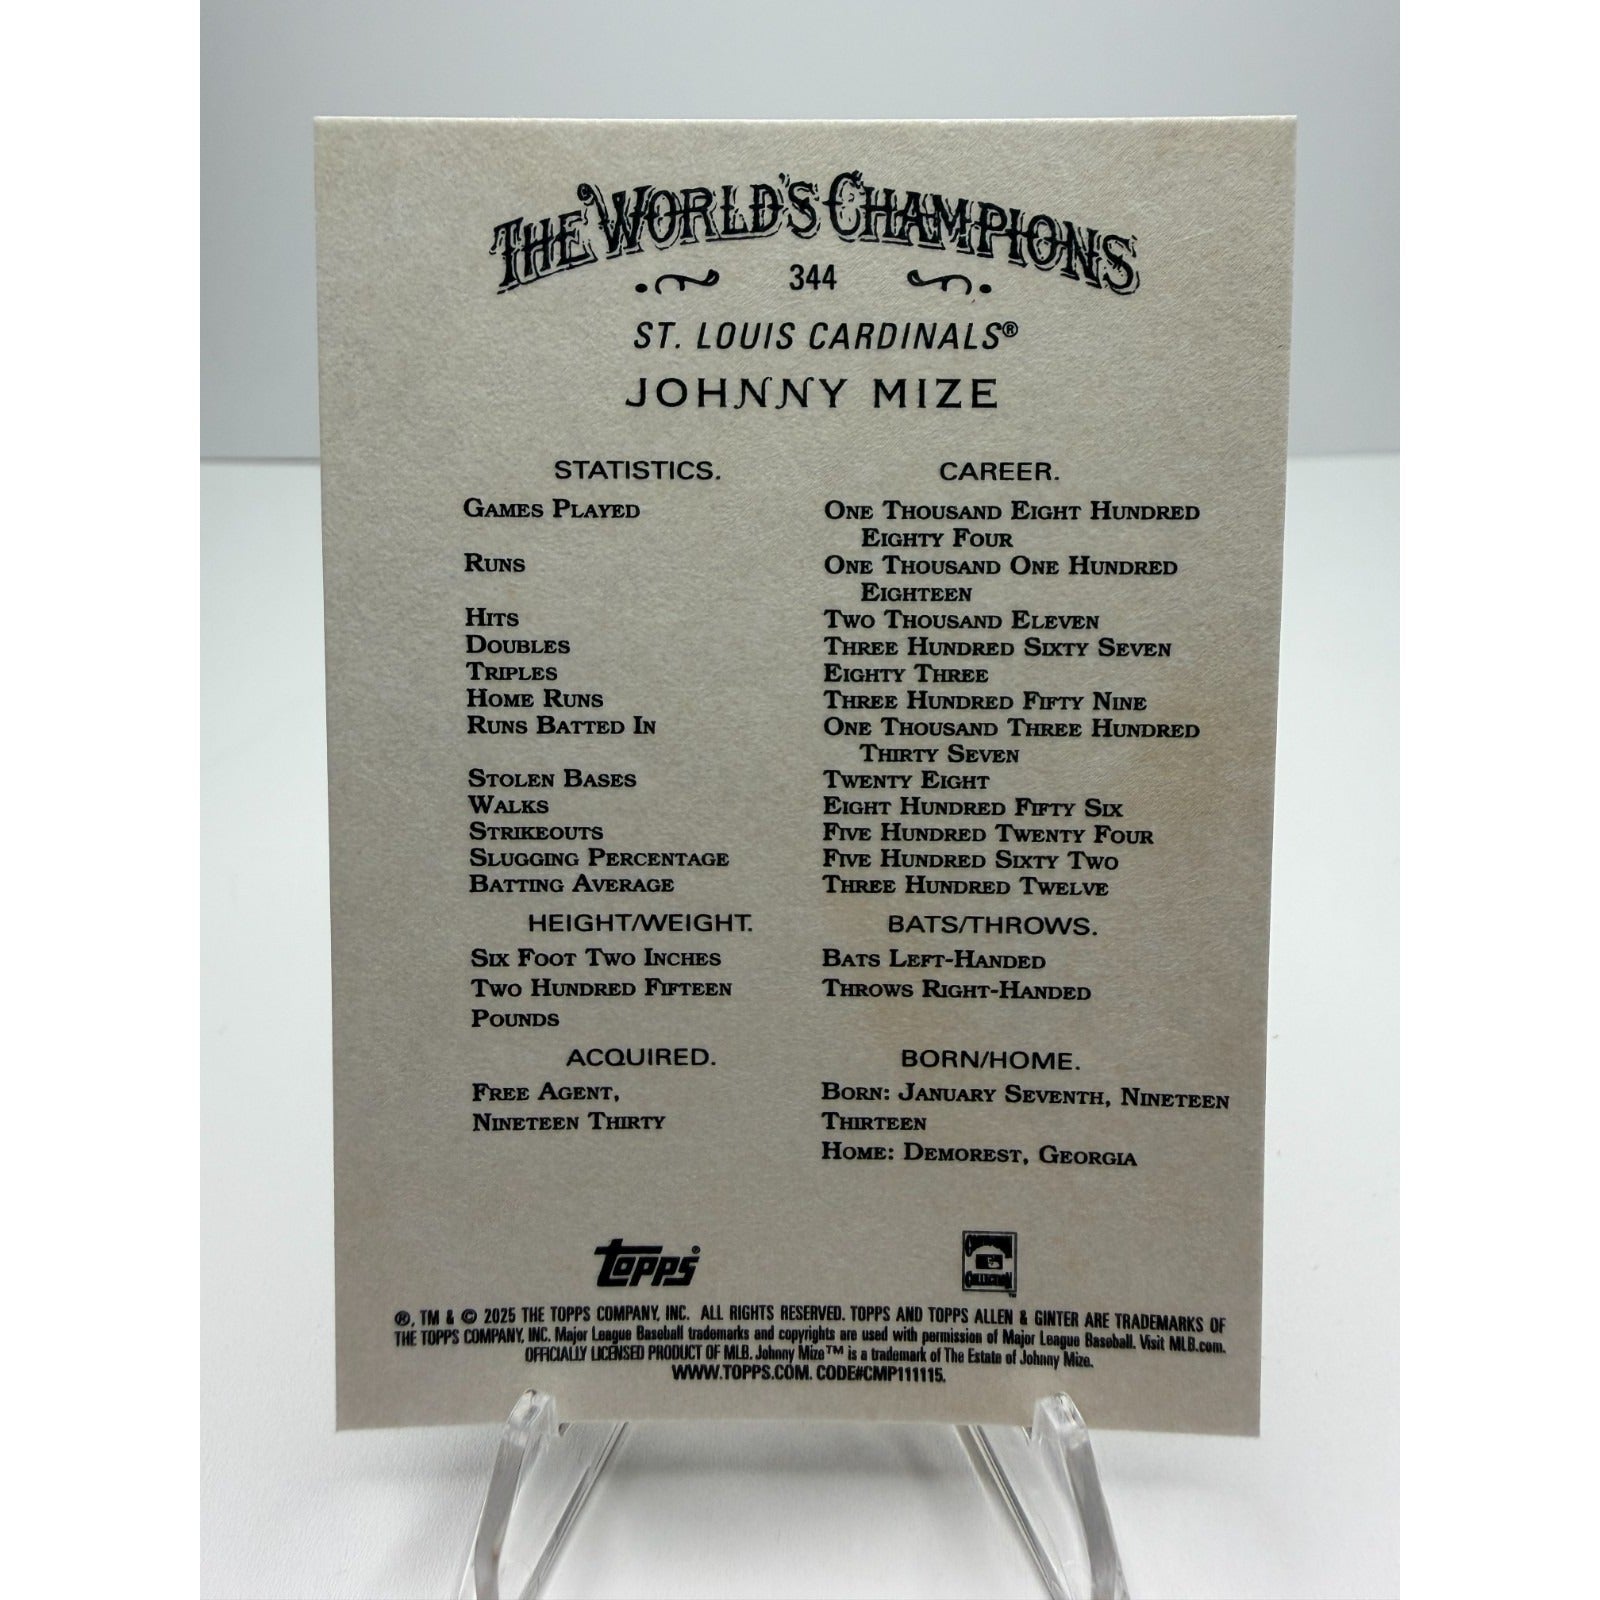 THE WORLD'S CHAMPIONS
344
ST. LOUIS CARDINALS®
JOHNNY MIZE
STATISTICS. CAREER.
GAMES PLAYED ONE THOUSAND EIGHT HUNDRED
EIGHTY FOUR
RUNS ONE THOUSAND ONE HUNDRED
EIGHTEEN
HITS TWO THOUSAND ELEVEN
DOUBLES THREE HUNDRED SIXTY SEVEN
TRIPLES EIGHTY THREE
HOME RUNS THREE HUNDRED FIFTY NINE
RUNS BATTED IN ONE THOUSAND THREE HUNDRED
THIRTY SEVEN
STOLEN BASES TWENTY EIGHT
WALKS EIGHT HUNDRED FIFTY SIX
STRIKEOUTS FIVE HUNDRED TWENTY FOUR
SLUGGING PERCENTAGE FIVE HUNDRED SIXTY TWO
BATTING AVERAGE THREE HUNDRED TWELVE
HEIGHT/WEIGHT. BATS/THROWS.
SIX FOOT TWO INCHES BATS LEFT-HANDED
TWO HUNDRED FIFTEEN THROWS RIGHT-HANDED
POUNDS
ACQUIRED. BORN/HOME.
FREE AGENT, BORN: JANUARY SEVENTH, NINETEEN
NINETEEN THIRTY THIRTEEN
HOME: DEMOREST, GEORGIA
topps®
COLLECTION™
®, TM & © 2025 THE TOPPS COMPANY, INC. ALL RIGHTS RESERVED. TOPPS AND TOPPS ALLEN & GINTER ARE TRADEMARKS OF
THE TOPPS COMPANY, INC. Major League Baseball trademarks and copyrights are used with permission of Major League Baseball. Visit MLB.com.
OFFICIALLY LICENSED PRODUCT OF MLB. Johnny Mize™ is a trademark of The Estate of Johnny Mize.
WWW.TOPPS.COM. CODE#CMP111115.